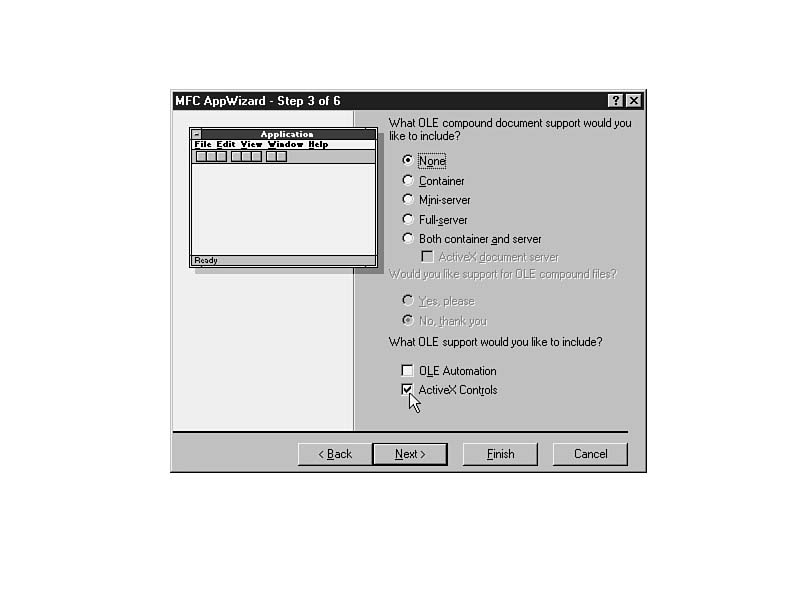 MFC AppWizard - Step 3 of 6
Application
File Edit View Window Help
Ready
What OLE compound document support would you
like to include?
None
Container
Mini-server
Full-server
Both container and server
ActiveX document server
Would you like support for OLE compound files?
Yes, please
No, thank you
What OLE support would you like to include?
OLE Automation
ActiveX Controls
< Back Next > Finish Cancel